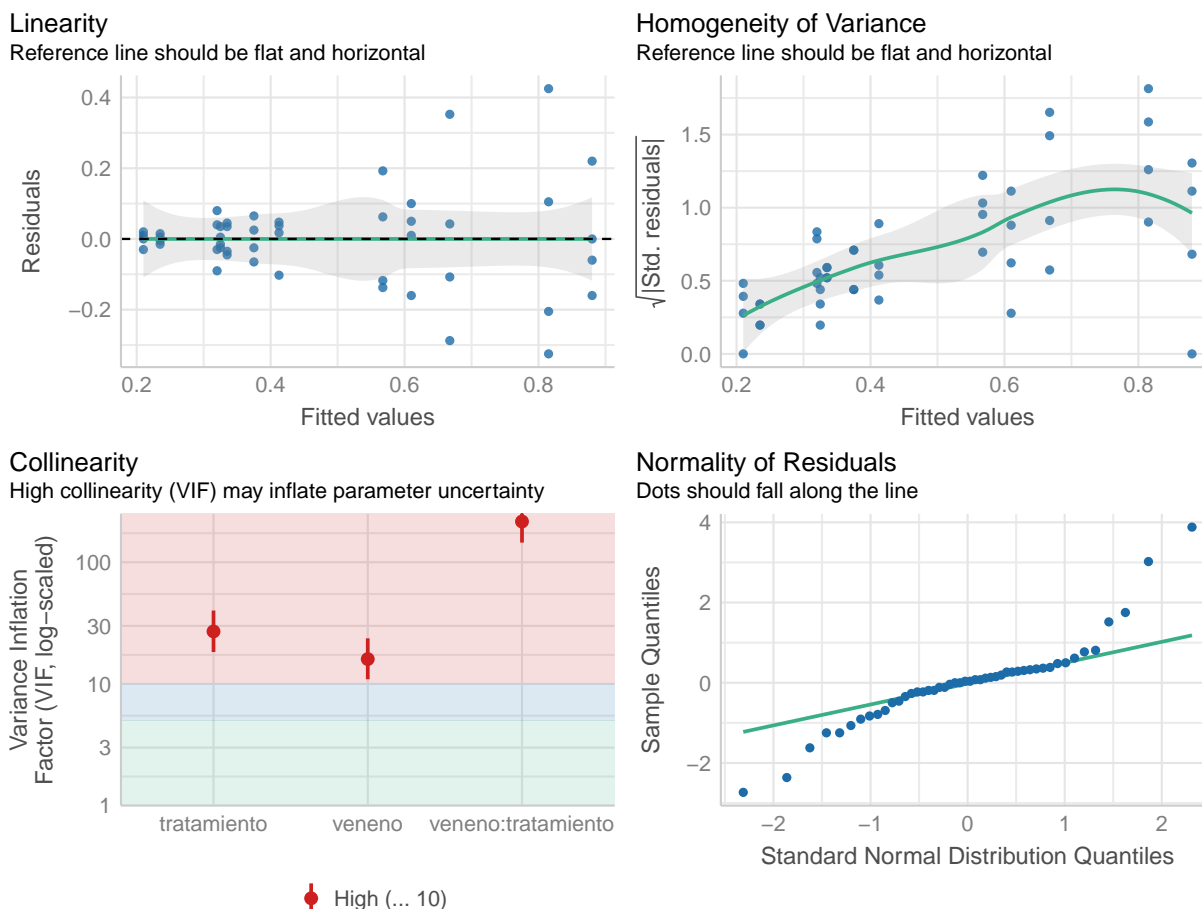 Linearity
Reference line should be flat and horizontal
Residuals
0.4
0.2
0.0
−0.2
0.2
0.4
0.6
0.8
Fitted values
Homogeneity of Variance
Reference line should be flat and horizontal
√|Std. residuals|
1.5
1.0
0.5
0.0
0.2
0.4
0.6
0.8
Fitted values
Collinearity
High collinearity (VIF) may inflate parameter uncertainty
Variance Inflation
Factor (VIF, log−scaled)
100
30
10
3
1
tratamiento
veneno
veneno:tratamiento
High (... 10)
Normality of Residuals
Dots should fall along the line
Sample Quantiles
4
2
0
−2
−2
−1
0
1
2
Standard Normal Distribution Quantiles